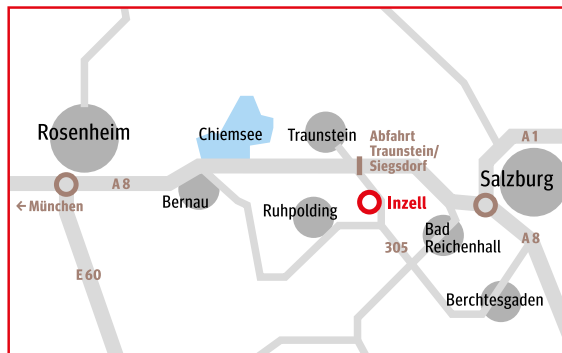 Rosenheim
Chiemsee
Traunstein
Abfahrt
Traunstein/
Siegsdorf
A 1
A 8
← München
Bernau
Ruhpolding
Inzell
Salzburg
Bad
Reichenhall
305
A 8
E 60
Berchtesgaden